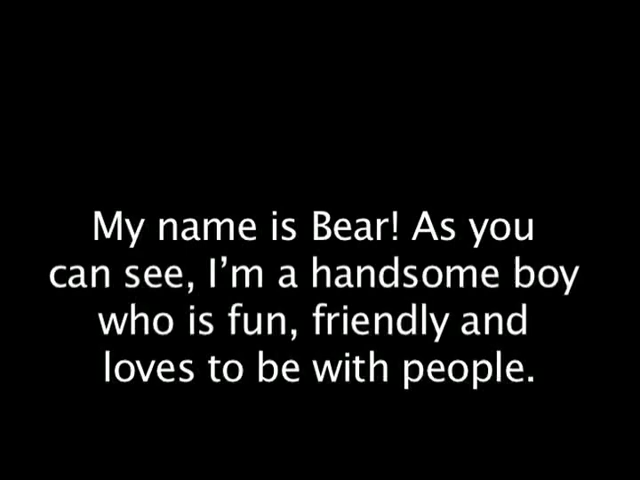 My name is Bear! As you
can see, I’m a handsome boy
who is fun, friendly and
loves to be with people.